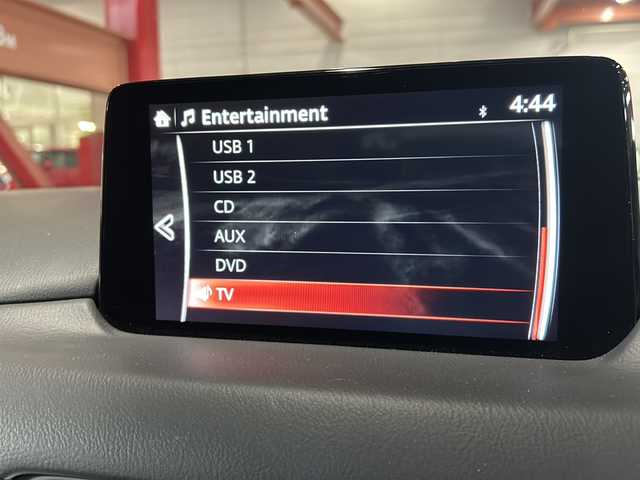 Entertainment 4:44
USB 1
USB 2
CD
AUX
DVD
TV